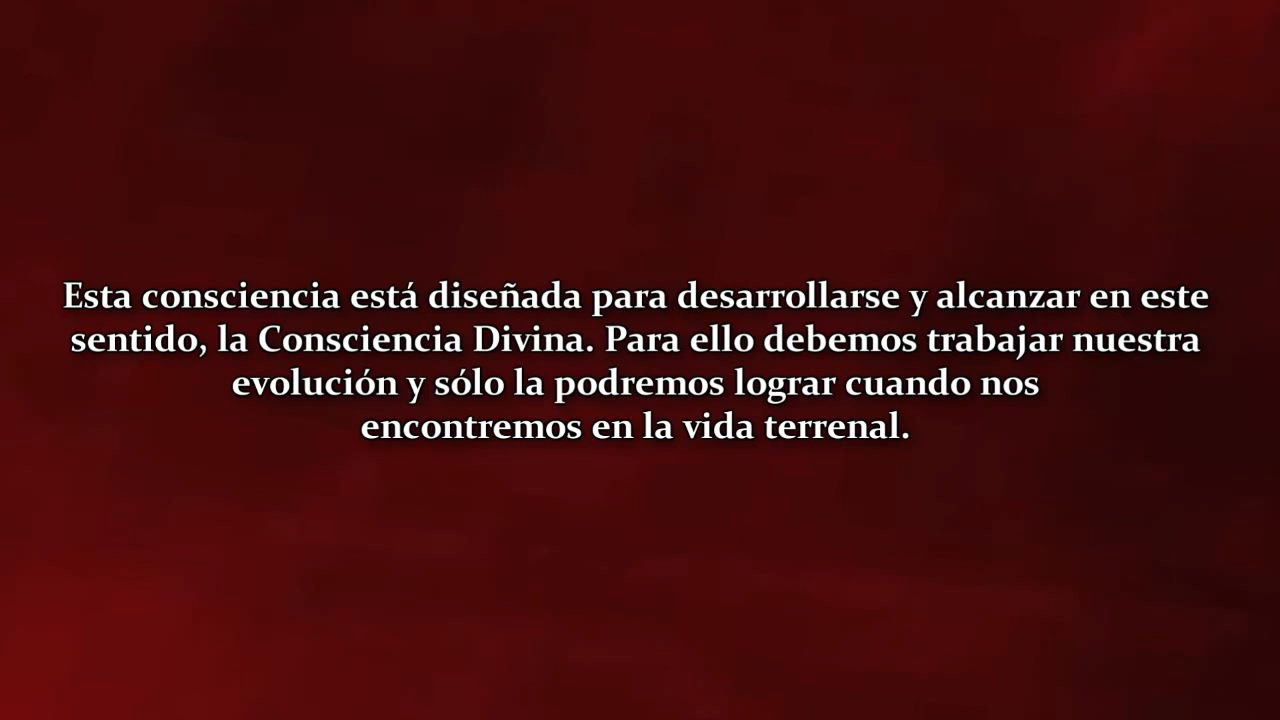 Esta consciencia está diseñada para desarrollarse y alcanzar en este
sentido, la Consciencia Divina. Para ello debemos trabajar nuestra
evolución y sólo la podremos lograr cuando nos
encontremos en la vida terrenal.